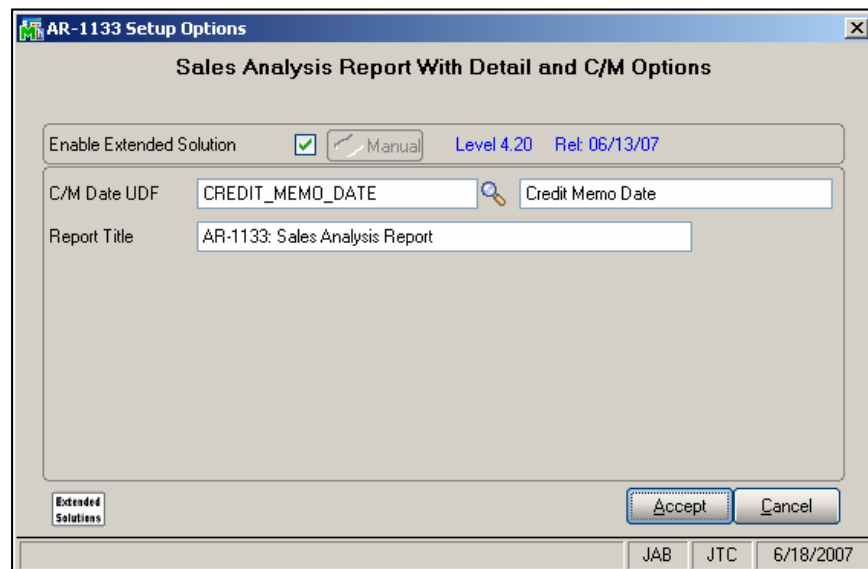 AR-1133 Setup Options
Sales Analysis Report With Detail and C/M Options
Enable Extended Solution Manual Level 4.20 Rel: 06/13/07
C/M Date UDF CREDIT_MEMO_DATE Credit Memo Date
Report Title AR-1133: Sales Analysis Report
Extended
Solutions
Accept Cancel
JAB JTC 6/18/2007